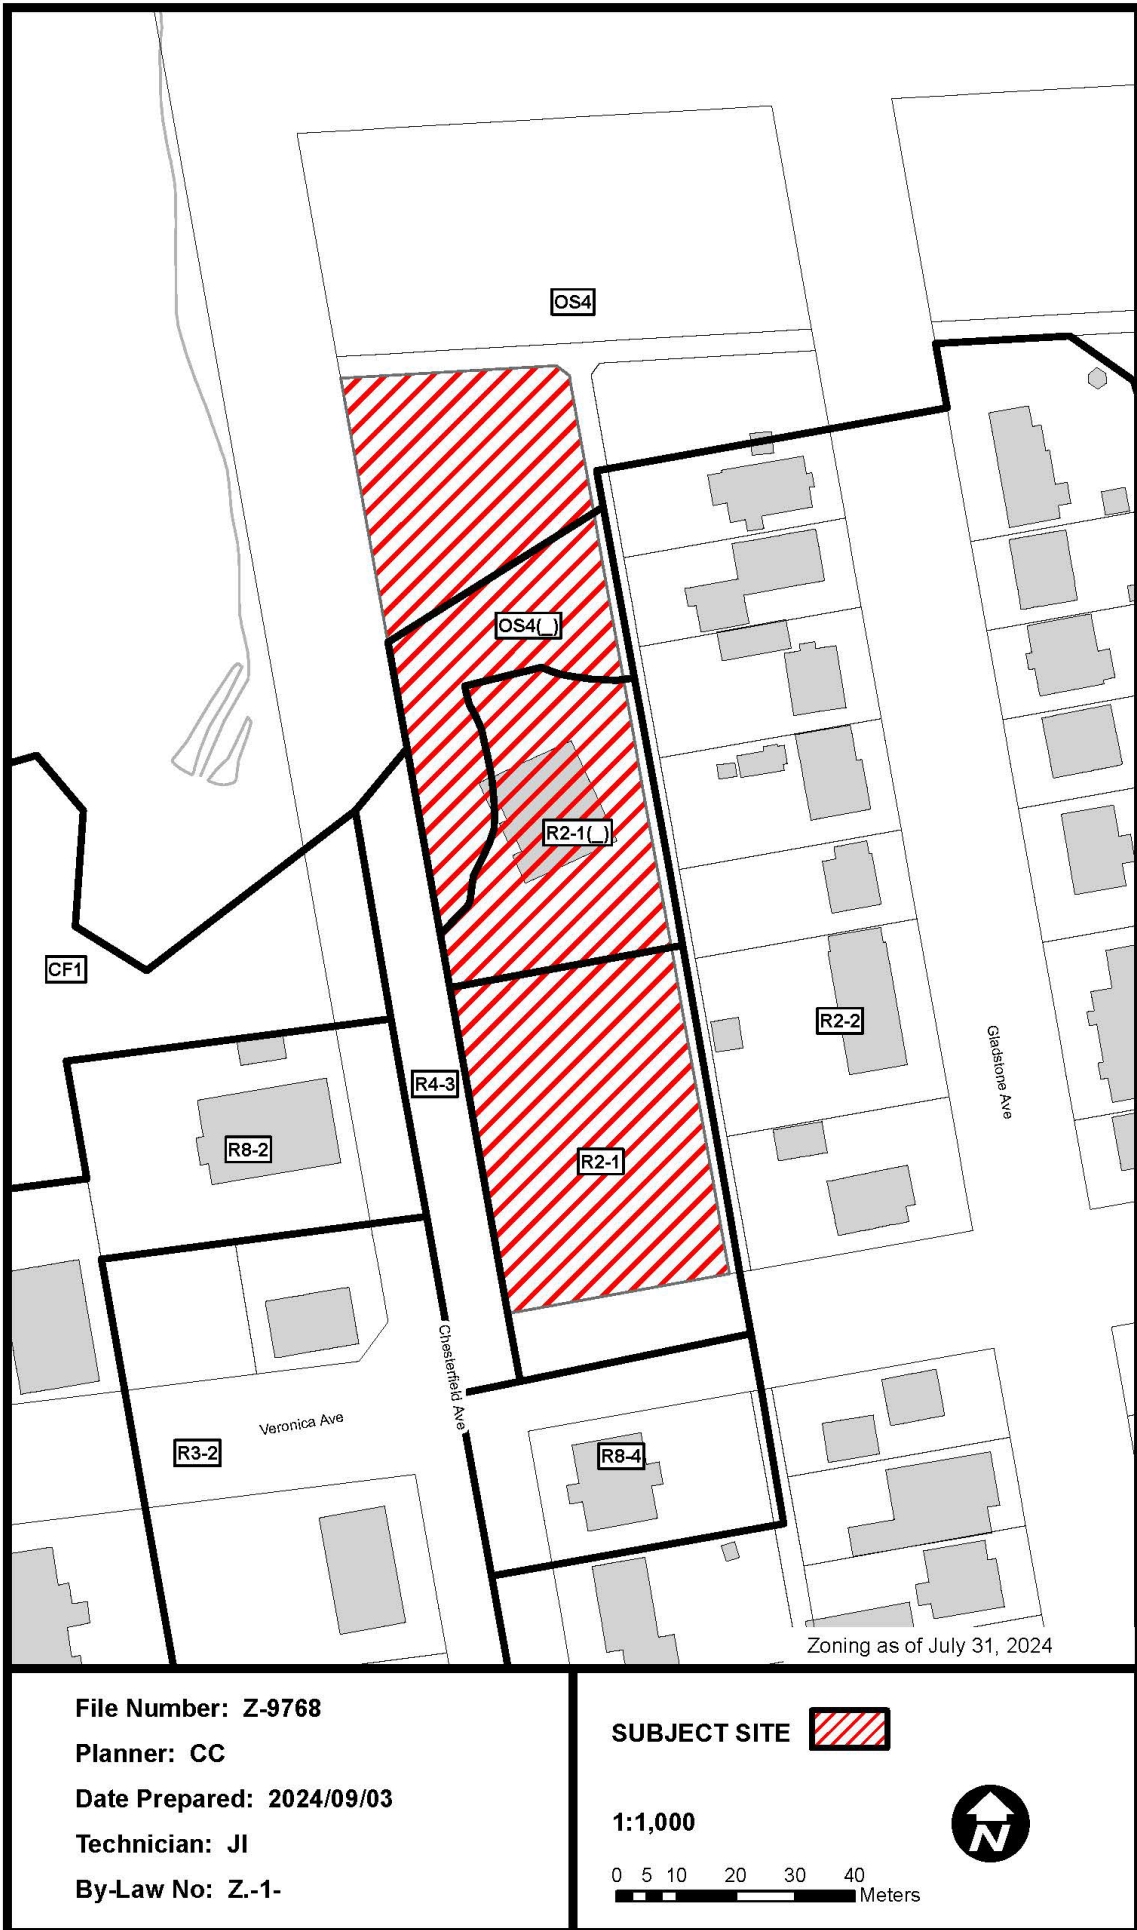 OS4
OS4(_)
R2-1(_)
CF1
R2-2
Gladstone Ave
R4-3
R8-2
R2-1
Chesterfield Ave
Veronica Ave
R3-2
R8-4
Zoning as of July 31, 2024
File Number: Z-9768
Planner: CC
Date Prepared: 2024/09/03
Technician: JI
By-Law No: Z.-1-
SUBJECT SITE
1:1,000
N
0 5 10 20 30 40
Meters